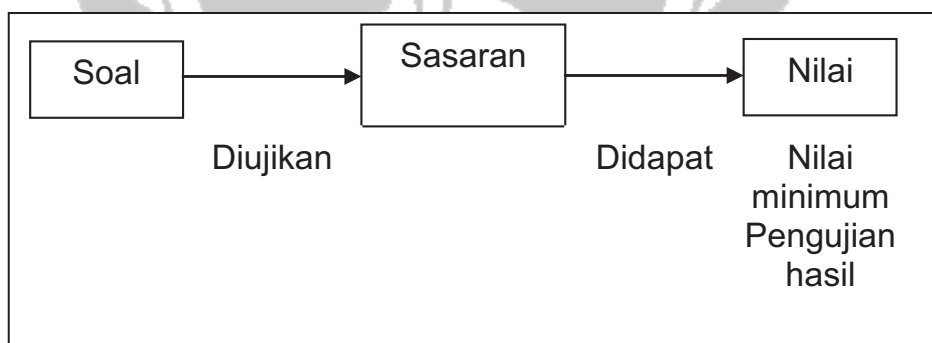 Soal
Sasaran
Nilai
Diujikan
Didapat
Nilai
minimum
Pengujian
hasil